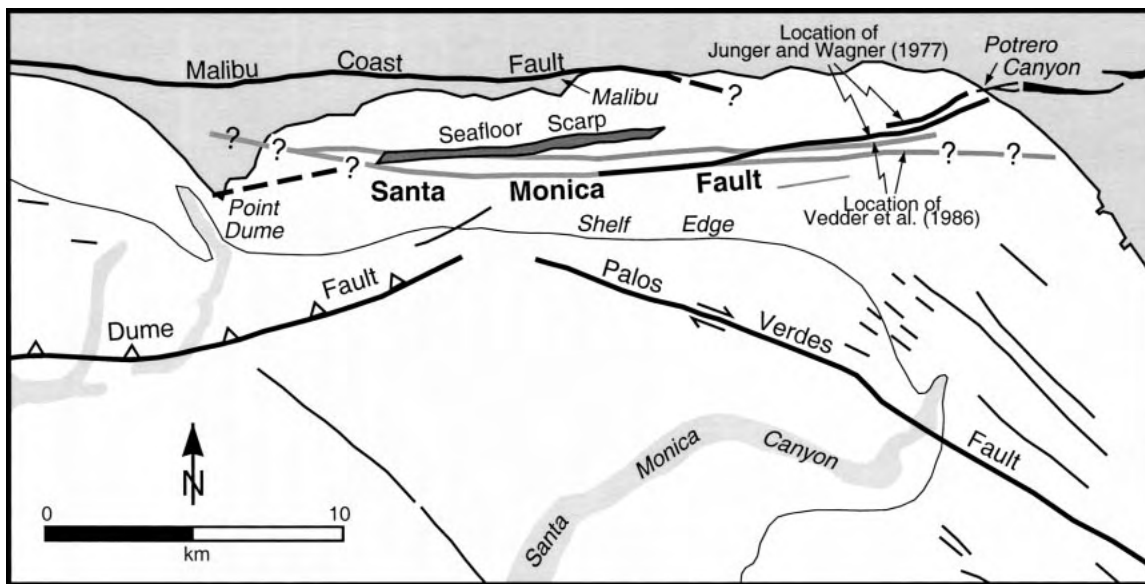 Location of
Junger and Wagner (1977)
Potrero
Canyon
Malibu Coast Fault
Malibu
?
Seafloor Scarp
?
?
?
?
?
Santa Monica Fault
Location of
Vedder et al. (1986)
Point
Dume
Shelf Edge
Fault
Dume
Palos
Verdes
Fault
Santa Monica Canyon
N
0 10
km